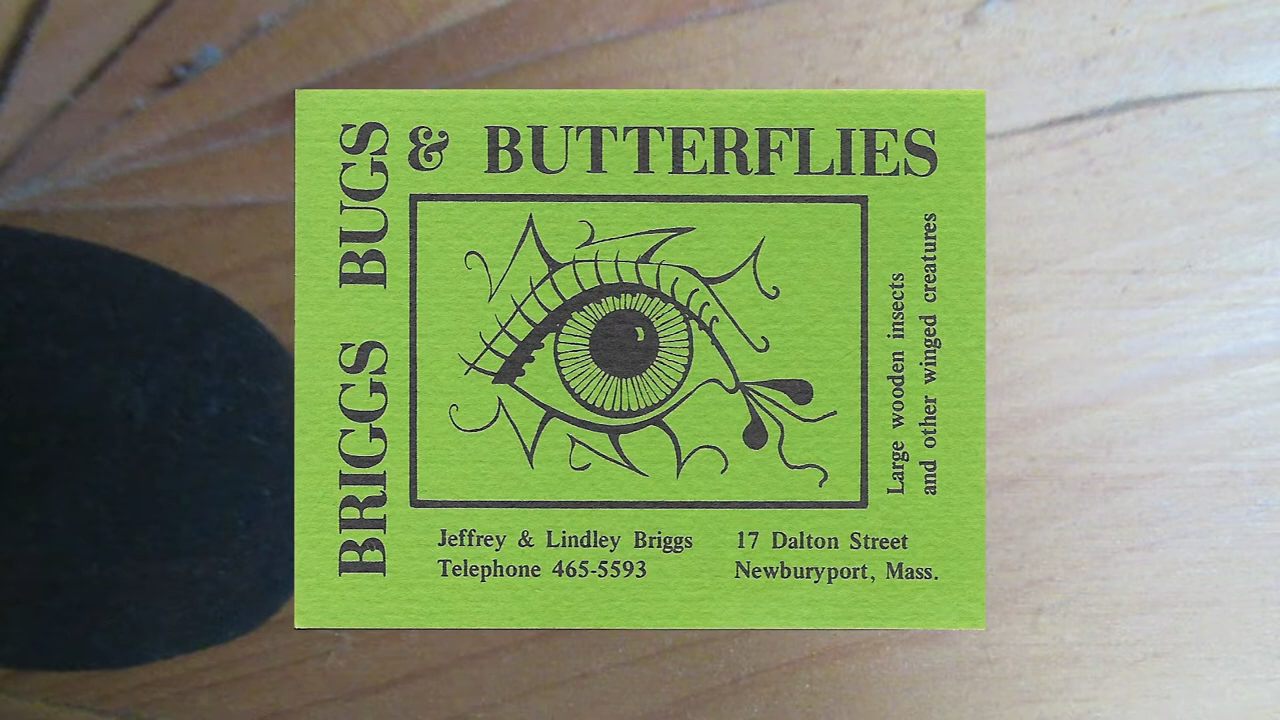 BRIGGS BUGS
& BUTTERFLIES
Large wooden insects
and other winged creatures
Jeffrey & Lindley Briggs
Telephone 465-5593
17 Dalton Street
Newburyport, Mass.